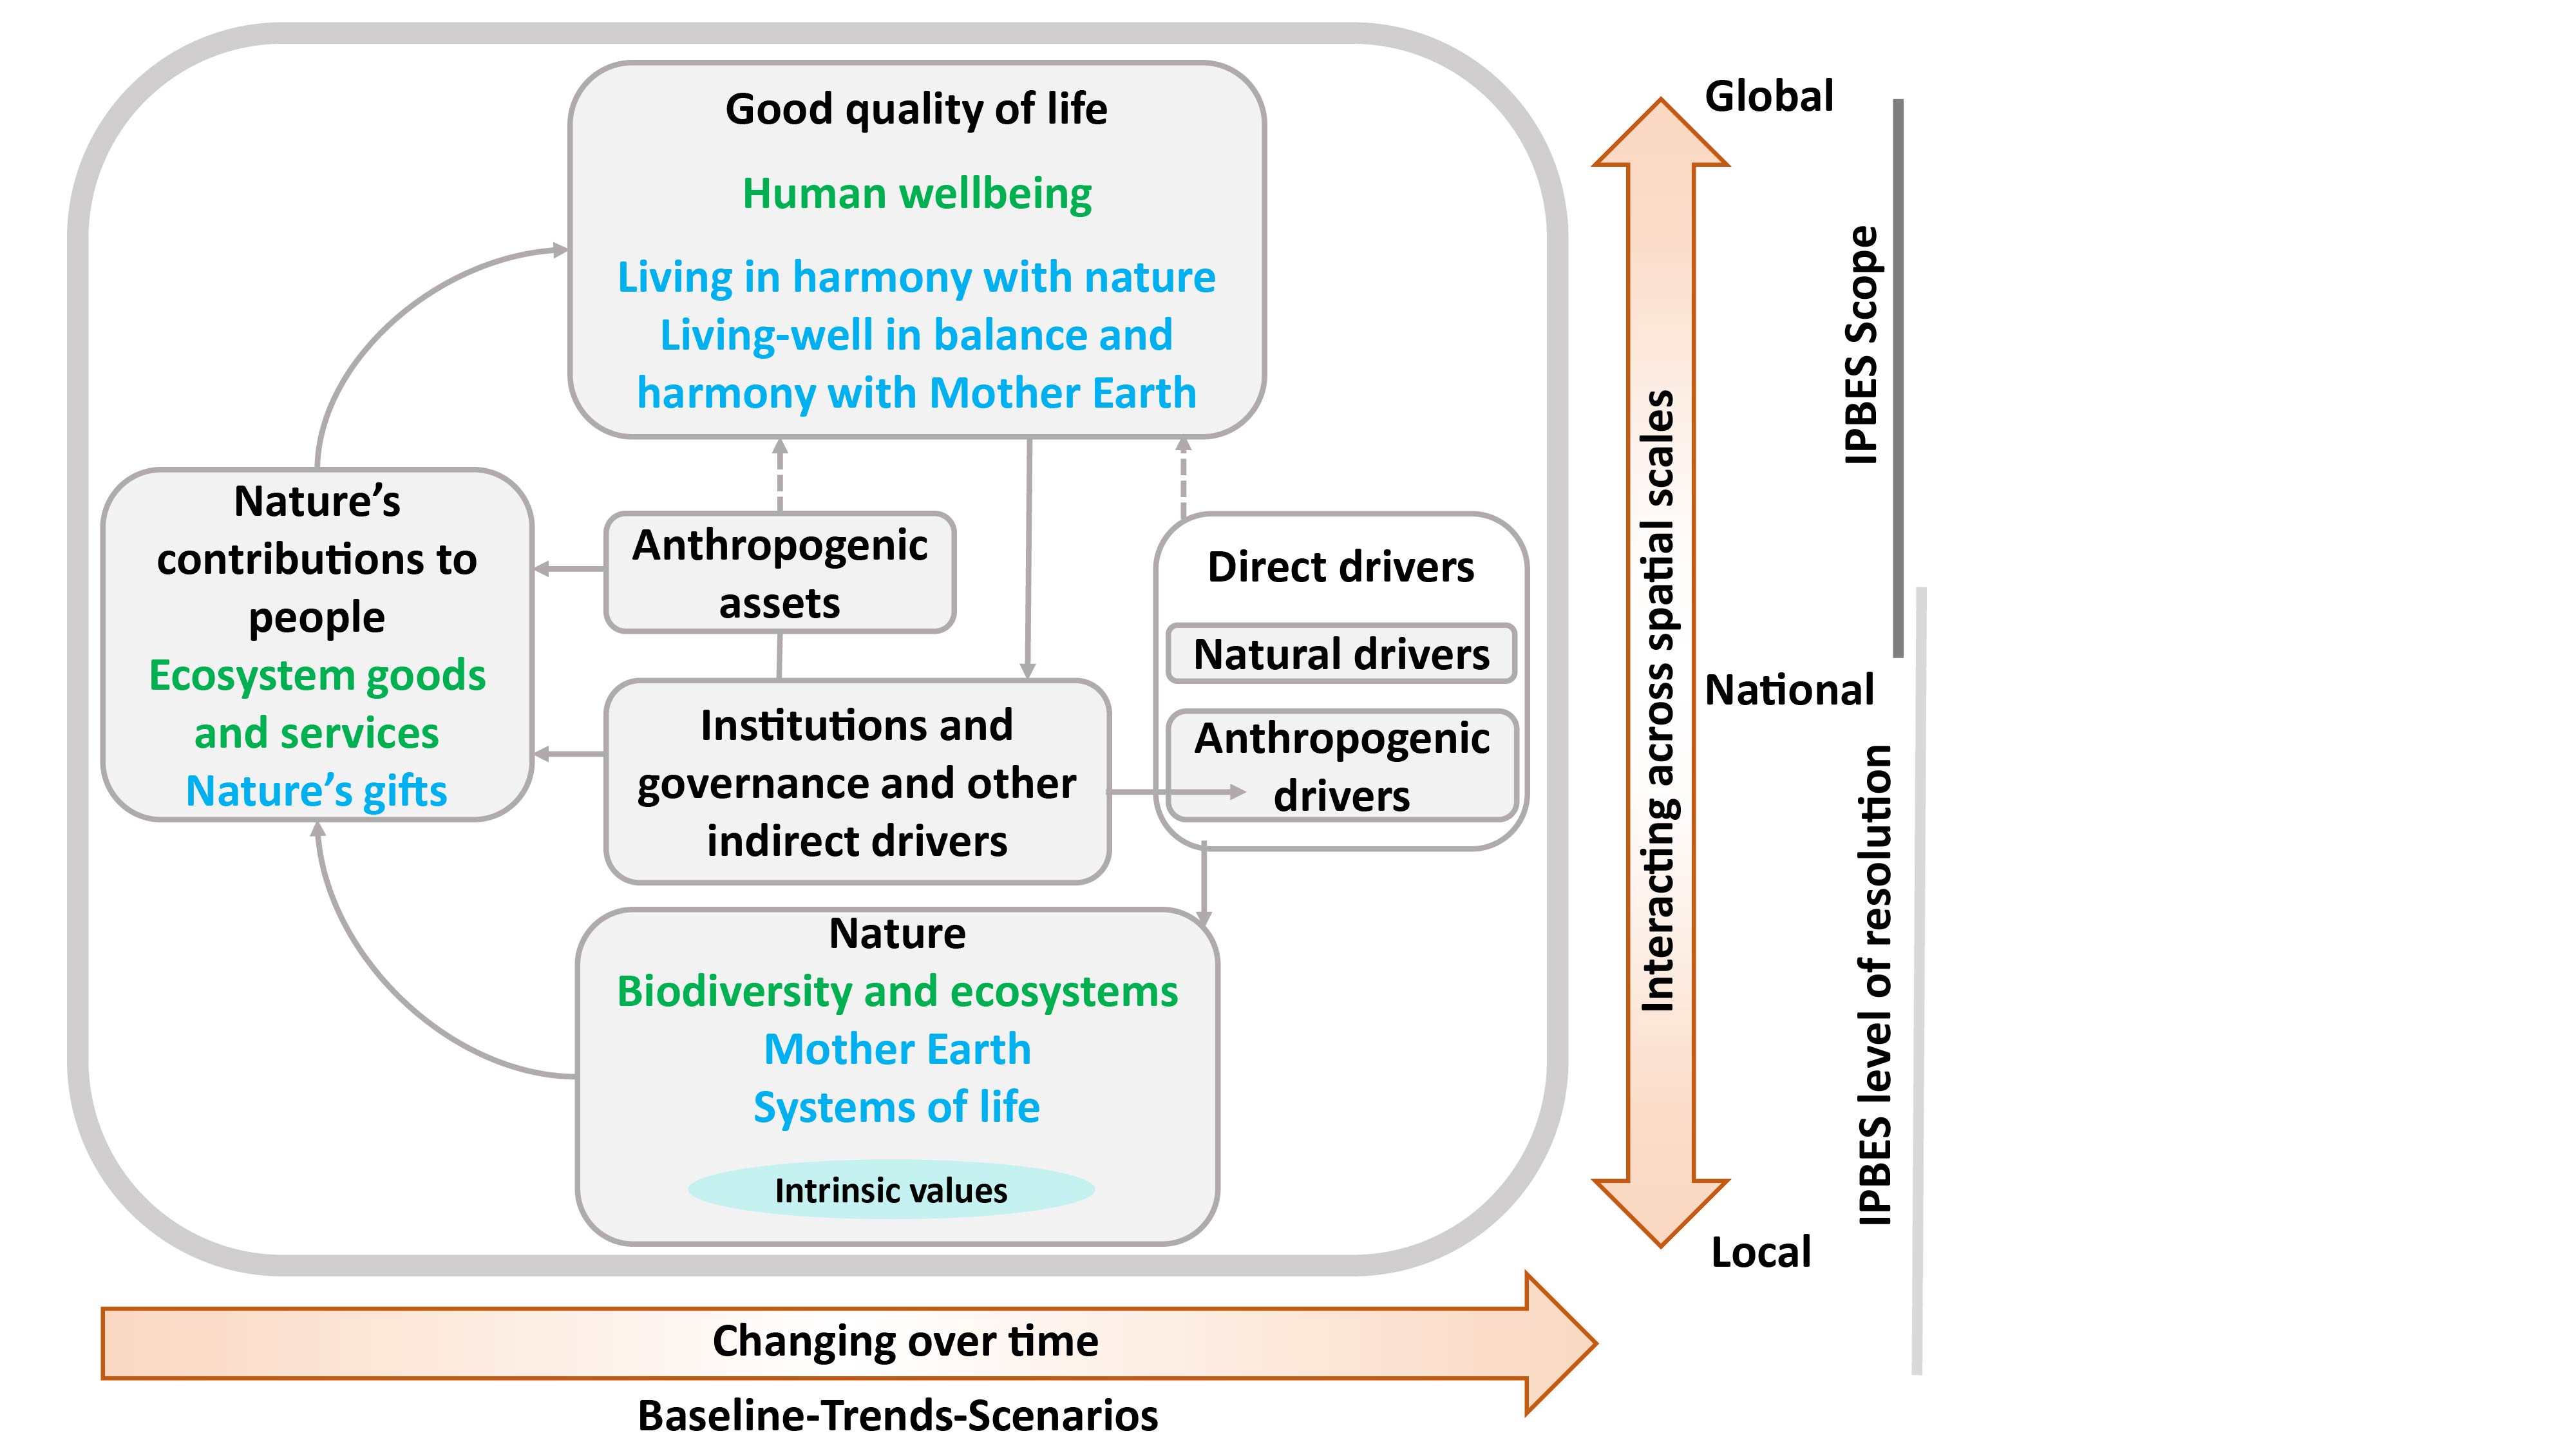 Good quality of life
Human wellbeing
Living in harmony with nature
Living-well in balance and
harmony with Mother Earth
Nature’s
contributions to
people
Ecosystem goods
and services
Nature’s gifts
Anthropogenic
assets
Institutions and
governance and other
indirect drivers
Direct drivers
Natural drivers
Anthropogenic
drivers
Nature
Biodiversity and ecosystems
Mother Earth
Systems of life
Intrinsic values
Changing over time
Baseline-Trends-Scenarios
Interacting across spatial scales
Global
National
Local
IPBES Scope
IPBES level of resolution